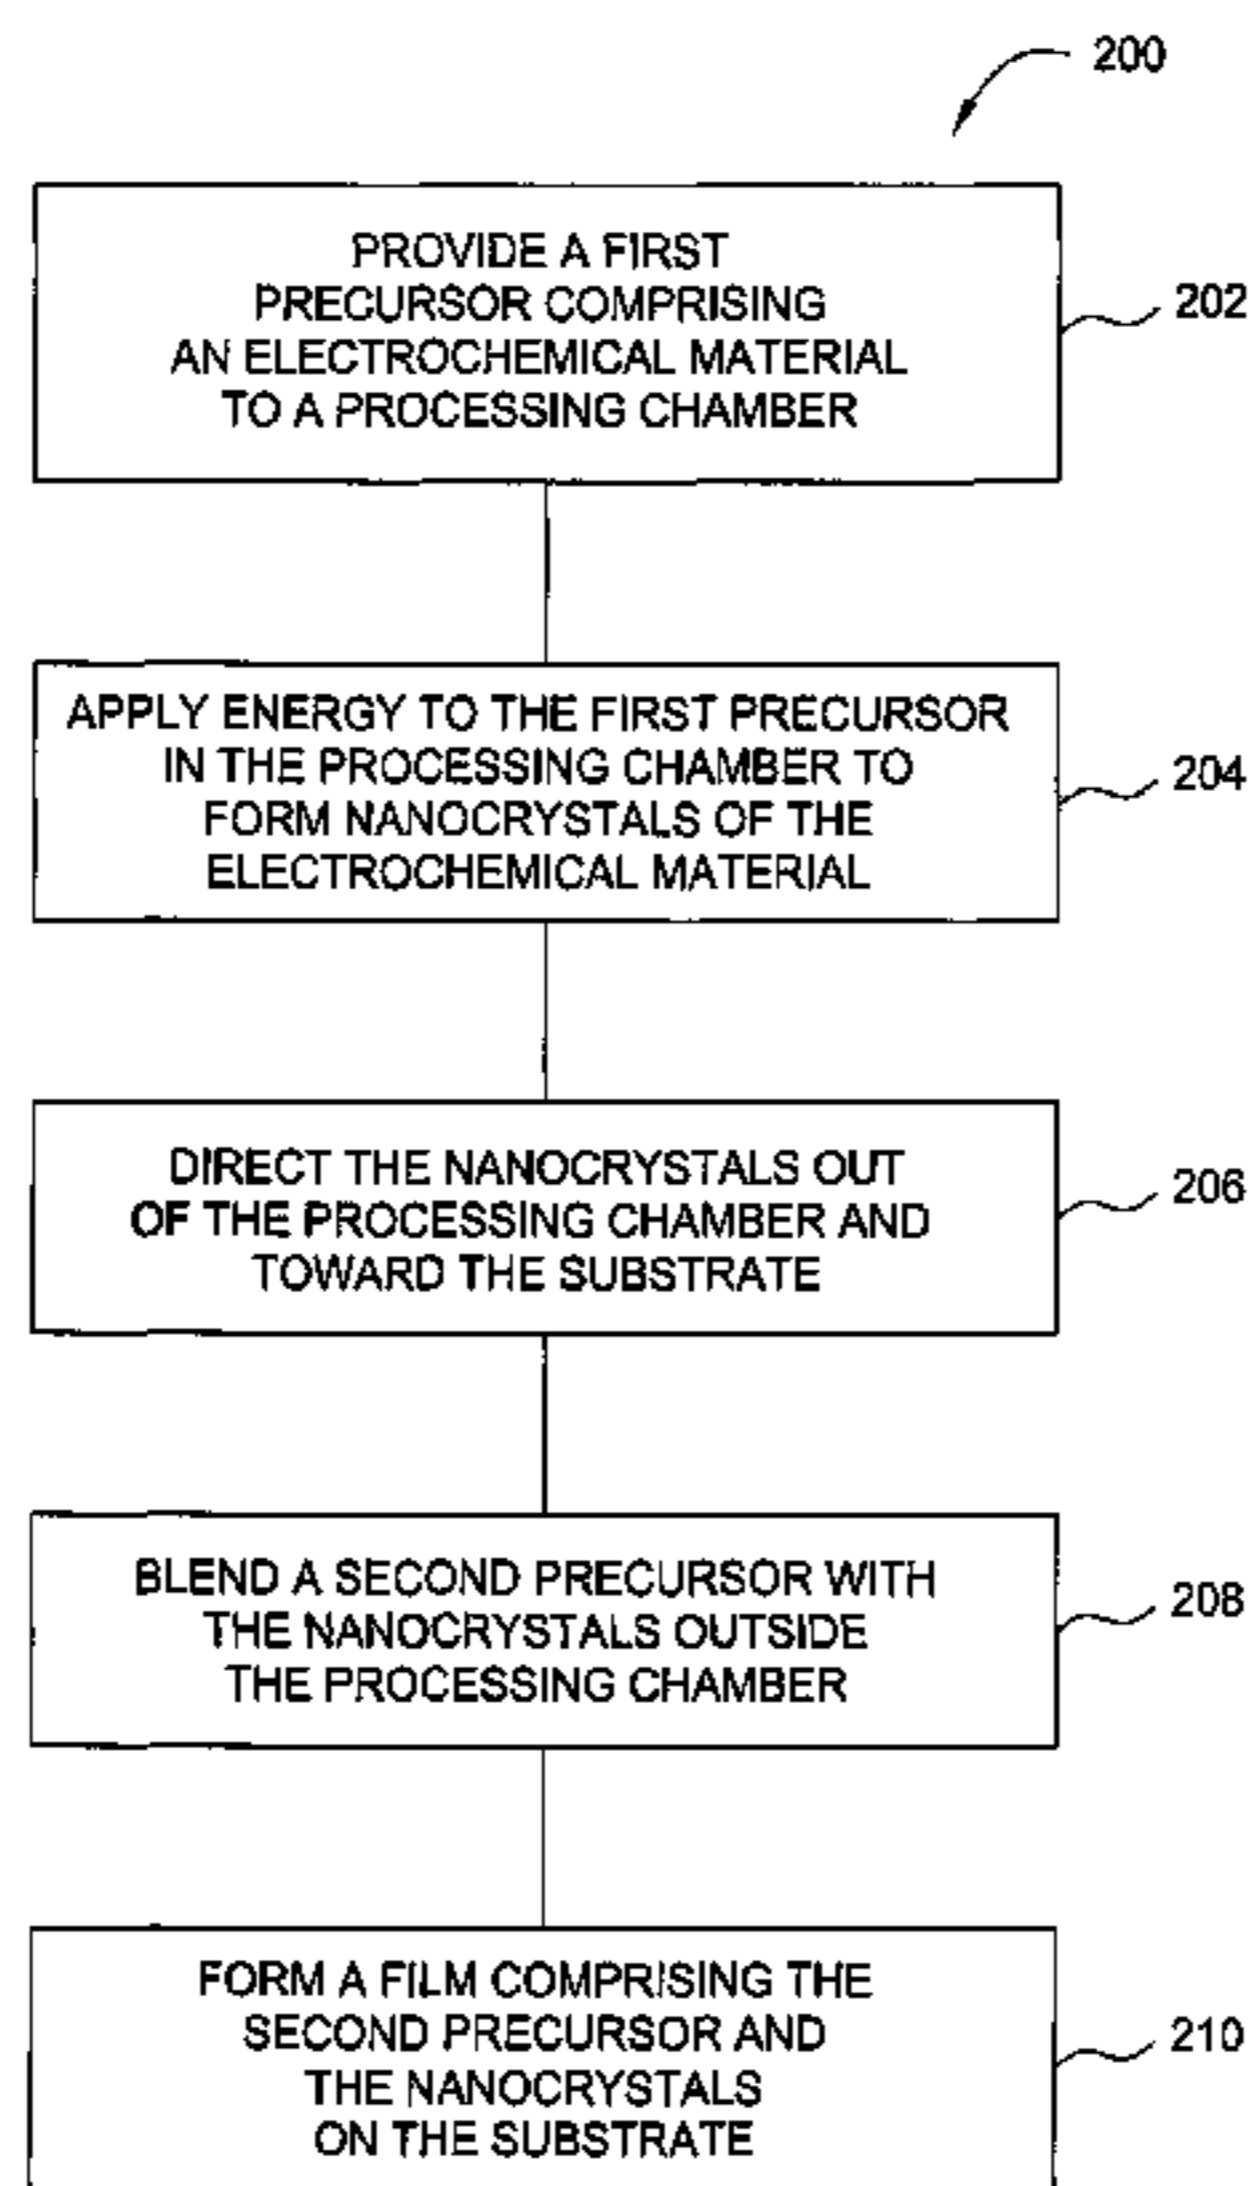 200
PROVIDE A FIRST
PRECURSOR COMPRISING
AN ELECTROCHEMICAL MATERIAL
TO A PROCESSING CHAMBER
202
APPLY ENERGY TO THE FIRST PRECURSOR
IN THE PROCESSING CHAMBER TO
FORM NANOCRYSTALS OF THE
ELECTROCHEMICAL MATERIAL
204
DIRECT THE NANOCRYSTALS OUT
OF THE PROCESSING CHAMBER AND
TOWARD THE SUBSTRATE
206
BLEND A SECOND PRECURSOR WITH
THE NANOCRYSTALS OUTSIDE
THE PROCESSING CHAMBER
208
FORM A FILM COMPRISING THE
SECOND PRECURSOR AND
THE NANOCRYSTALS
ON THE SUBSTRATE
210